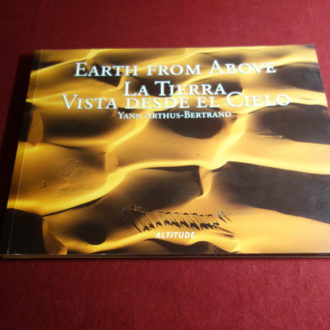 EARTH FROM ABOVE
LA TIERRA
VISTA DESDE EL CIELO
YANN ARTHUS-BERTRAND
ALTITUDE